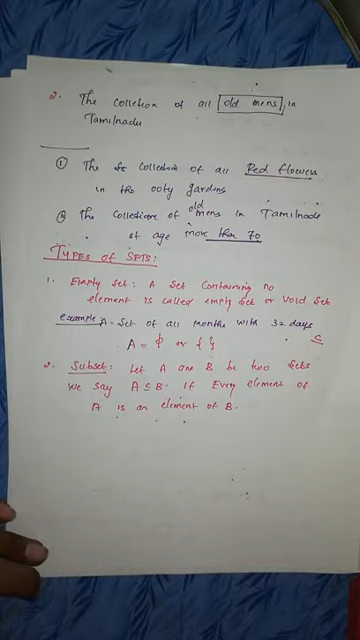 2. The Colletion of all old mens, in
Tamilnadu
① The Collection of all Red flowers
in the ooty gardens
② The Collections of old mens in Tamilnadu
at age more than 70
TYPES OF SETS:
1. Empty Set: A Set Containing no
element is called empty set or Void Set
example: A = Set of all months with 32 days
A = ϕ or { } ⊆
2. Subset: Let A and B be two Sets
We say A ⊆ B. If Every element of
A is an element of B.